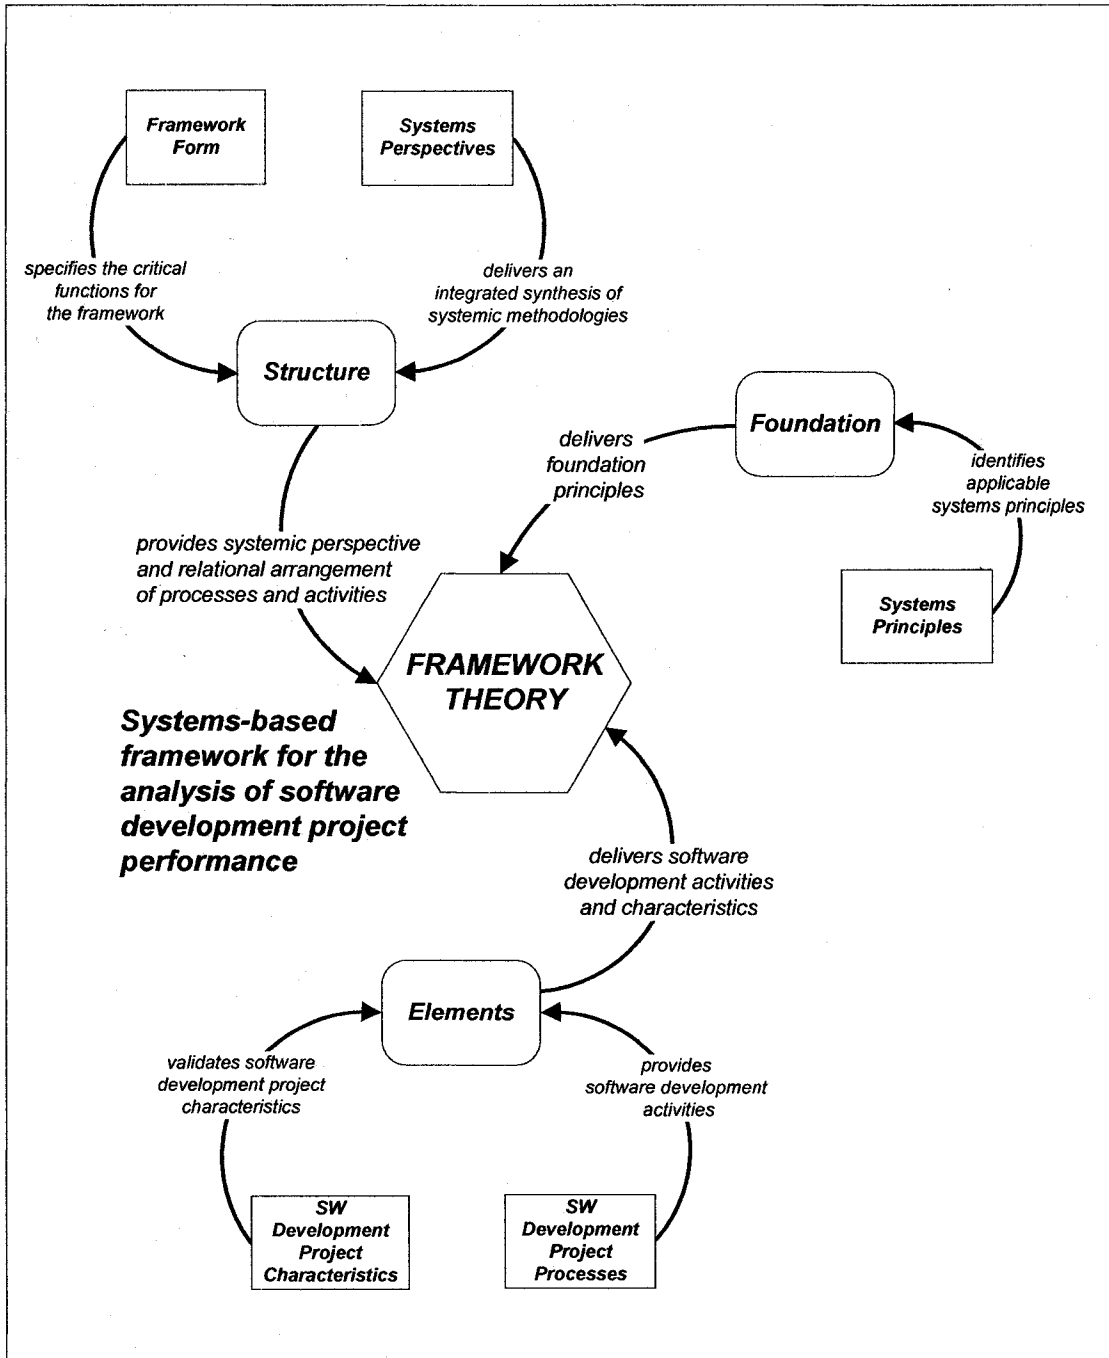 Framework
Form
Systems
Perspectives
specifies the critical
functions for
the framework
delivers an
integrated synthesis of
systemic methodologies
Structure
Foundation
delivers
foundation
principles
identifies
applicable
systems principles
provides systemic perspective
and relational arrangement
of processes and activities
Systems
Principles
FRAMEWORK
THEORY
Systems-based
framework for the
analysis of software
development project
performance
delivers software
development activities
and characteristics
Elements
validates software
development project
characteristics
provides
software development
activities
SW
Development
Project
Characteristics
SW
Development
Project
Processes